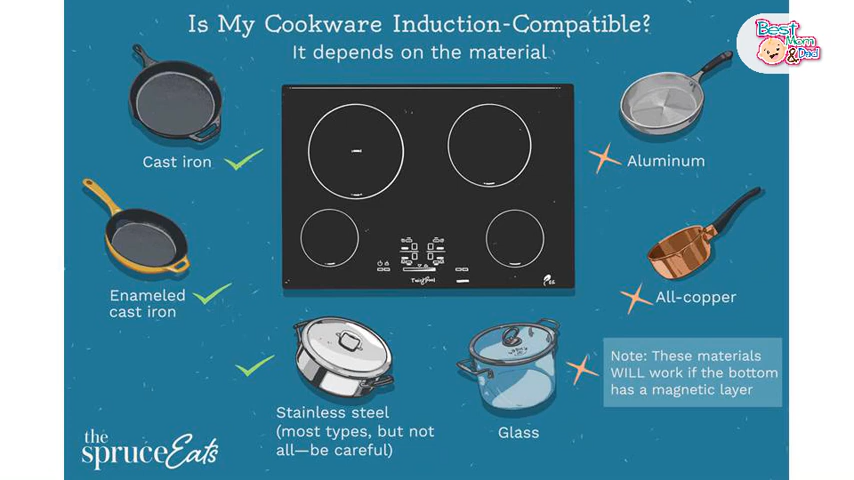 Is My Cookware Induction-Compatible?
It depends on the material
Best
Mom
& Dad
Cast iron
Aluminum
Enameled
cast iron
All-copper
Stainless steel
(most types, but not
all—be careful)
Glass
Note: These materials
WILL work if the bottom
has a magnetic layer
the
spruceEats